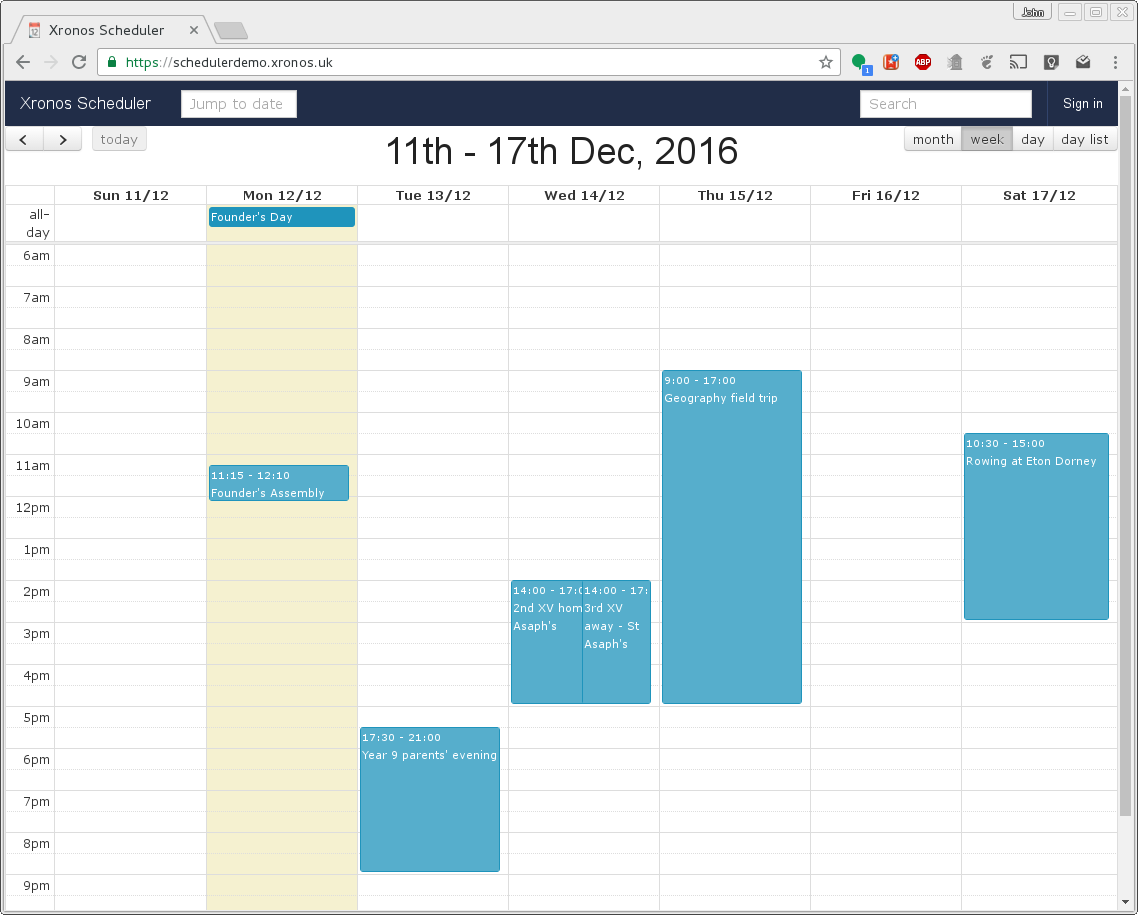 John
Xronos Scheduler
https://schedulerdemo.xronos.uk
1
ABP
Xronos Scheduler
Jump to date
Search
Sign in
today
11th - 17th Dec, 2016
month
week
day
day list
Sun 11/12
Mon 12/12
Tue 13/12
Wed 14/12
Thu 15/12
Fri 16/12
Sat 17/12
all-
day
Founder's Day
6am
7am
8am
9am
9:00 - 17:00
Geography field trip
10am
10:30 - 15:00
Rowing at Eton Dorney
11am
11:15 - 12:10
Founder's Assembly
12pm
1pm
2pm
14:00 - 17:0
2nd XV hom
Asaph's
14:00 - 17:
3rd XV
away - St
Asaph's
3pm
4pm
5pm
17:30 - 21:00
Year 9 parents' evening
6pm
7pm
8pm
9pm